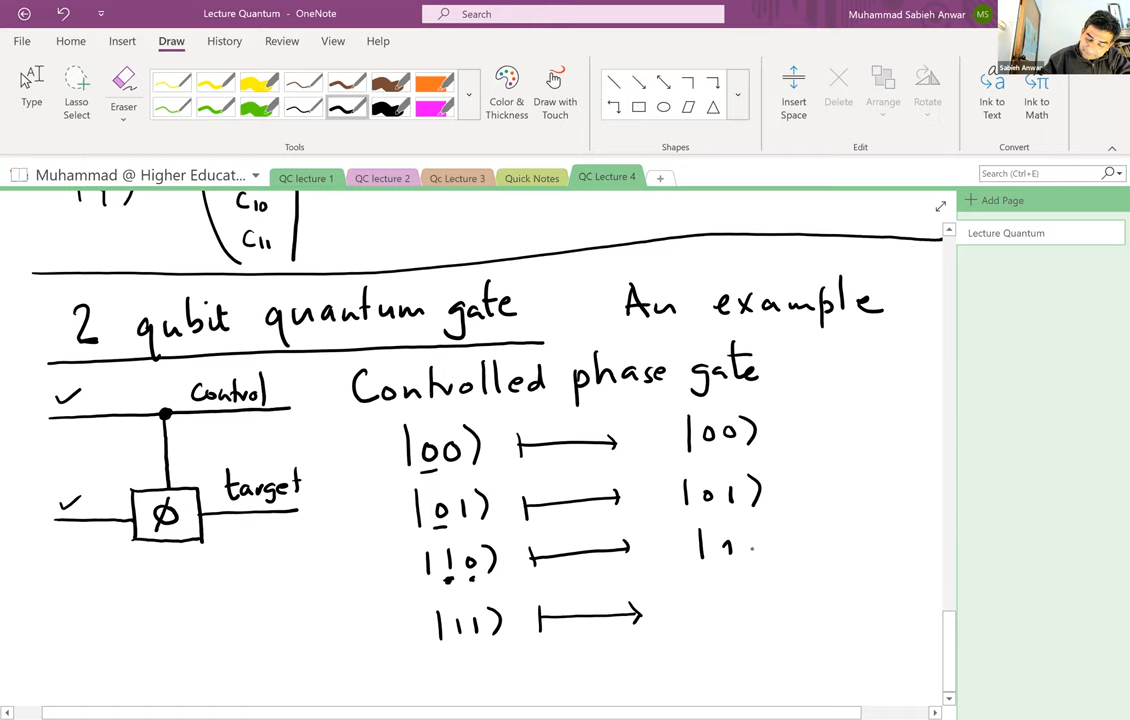 Lecture Quantum - OneNote
Search
Muhammad Sabieh Anwar
MS
File Home Insert Draw History Review View Help
Sabieh Anwar
Type
Lasso Select
Eraser
Color & Thickness
Draw with Touch
Insert Space
Delete
Arrange
Rotate
Ink to Text
Ink to Math
Tools
Shapes
Edit
Convert
Muhammad @ Higher Educat...
QC lecture 1
QC lecture 2
Qc Lecture 3
Quick Notes
QC Lecture 4
Search (Ctrl+E)
Add Page
Lecture Quantum
C10
C11
2 qubit quantum gate
An example
control
Controlled phase gate
target
ϕ
|00⟩ ⟼ |00⟩
|01⟩ ⟼ |01⟩
|10⟩ ⟼ |1
|11⟩ ⟼